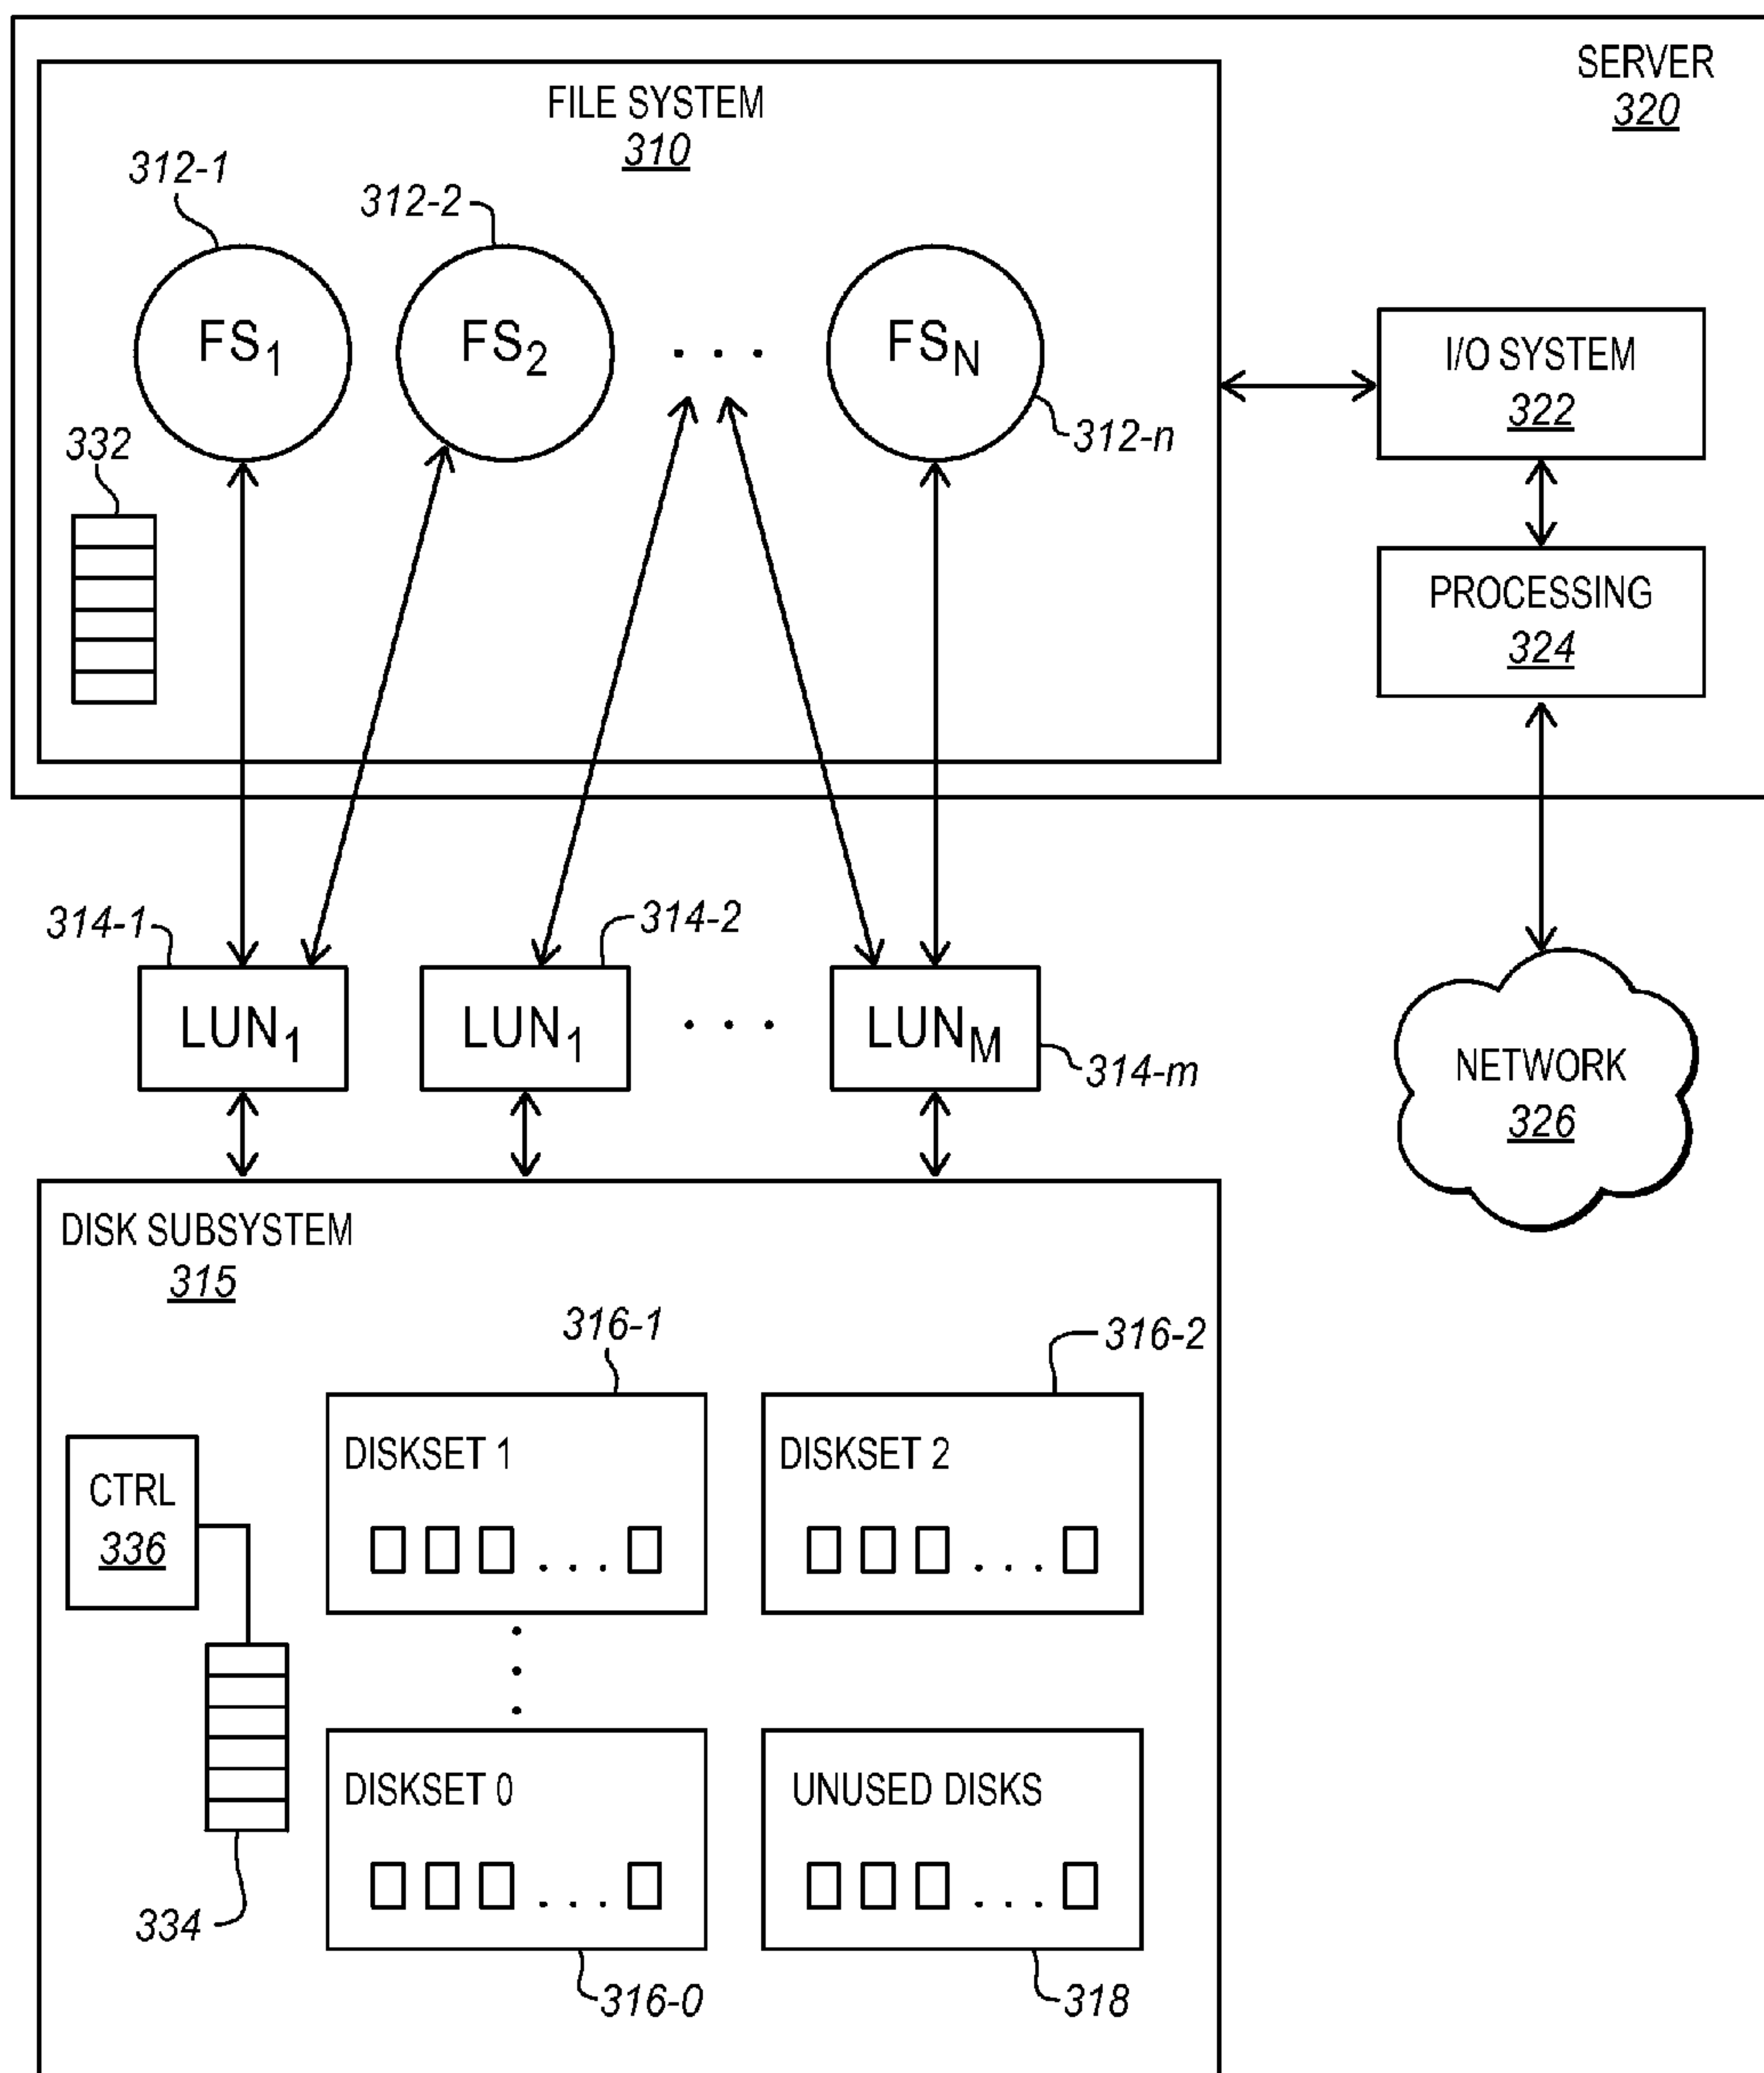 SERVER
320
FILE SYSTEM
310
312-1
312-2
FS1
FS2
. . .
FSN
312-n
332
I/O SYSTEM
322
PROCESSING
324
314-1
314-2
LUN1
LUN1
. . .
LUNM
314-m
NETWORK
326
DISK SUBSYSTEM
315
316-1
316-2
CTRL
336
DISKSET 1
. . .
DISKSET 2
. . .
DISKSET 0
. . .
UNUSED DISKS
. . .
334
316-0
318